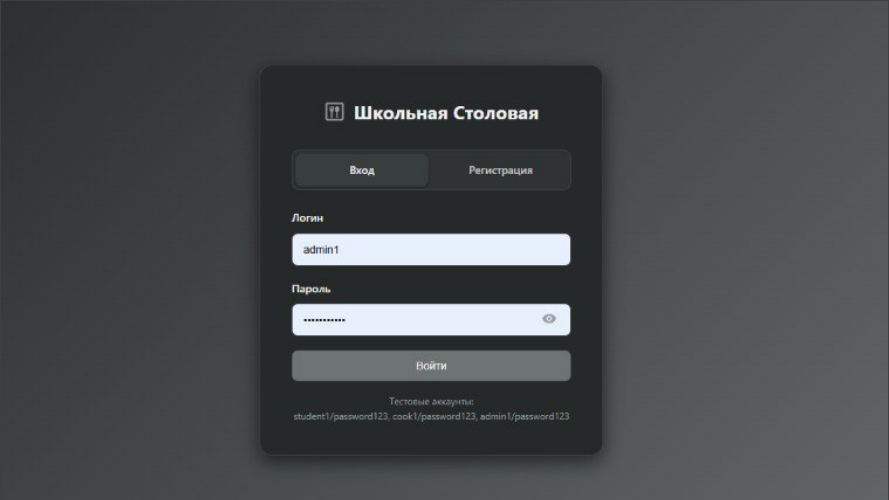 Школьная Столовая
Вход Регистрация
Логин
admin1
Пароль
•••••••••••
Войти
Тестовые аккаунты:
student1/password123, cook1/password123, admin1/password123